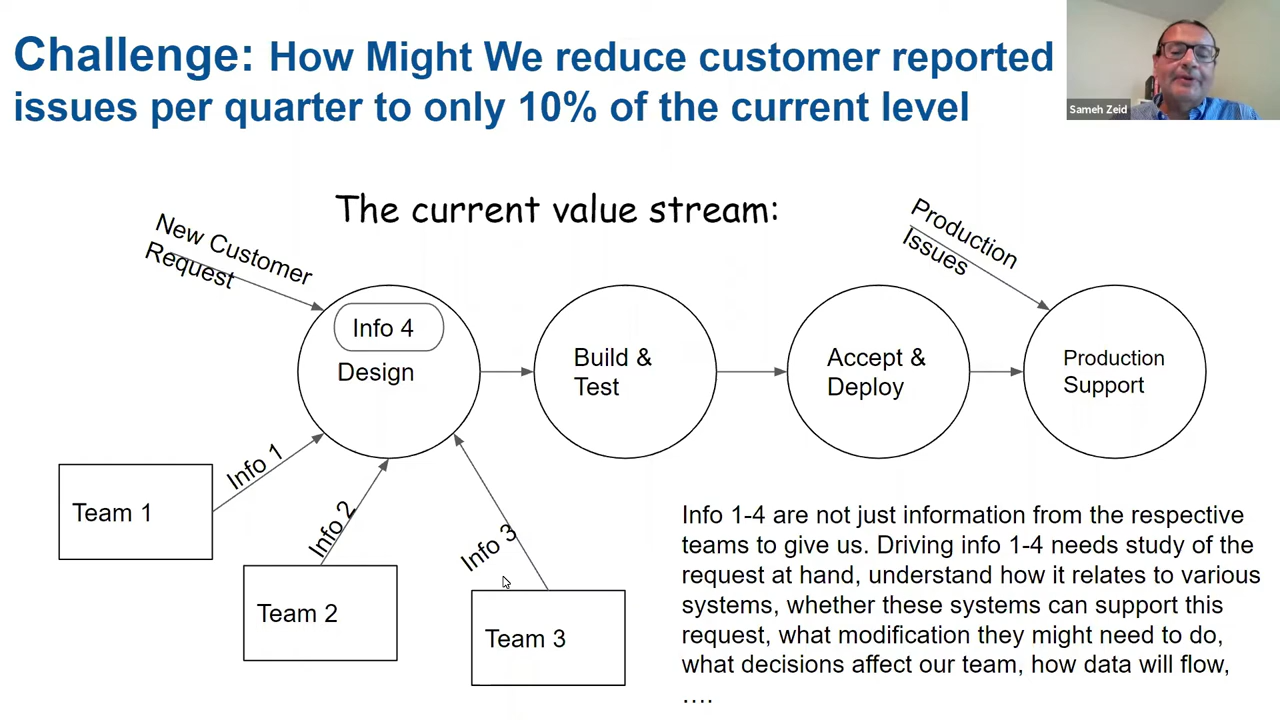 Challenge: How Might We reduce customer reported
issues per quarter to only 10% of the current level
Sameh Zeid
The current value stream:
New Customer
Request
Production
Issues
Info 4
Design
Build &
Test
Accept &
Deploy
Production
Support
Info 1
Info 2
Info 3
Team 1
Team 2
Team 3
Info 1-4 are not just information from the respective
teams to give us. Driving info 1-4 needs study of the
request at hand, understand how it relates to various
systems, whether these systems can support this
request, what modification they might need to do,
what decisions affect our team, how data will flow,
….